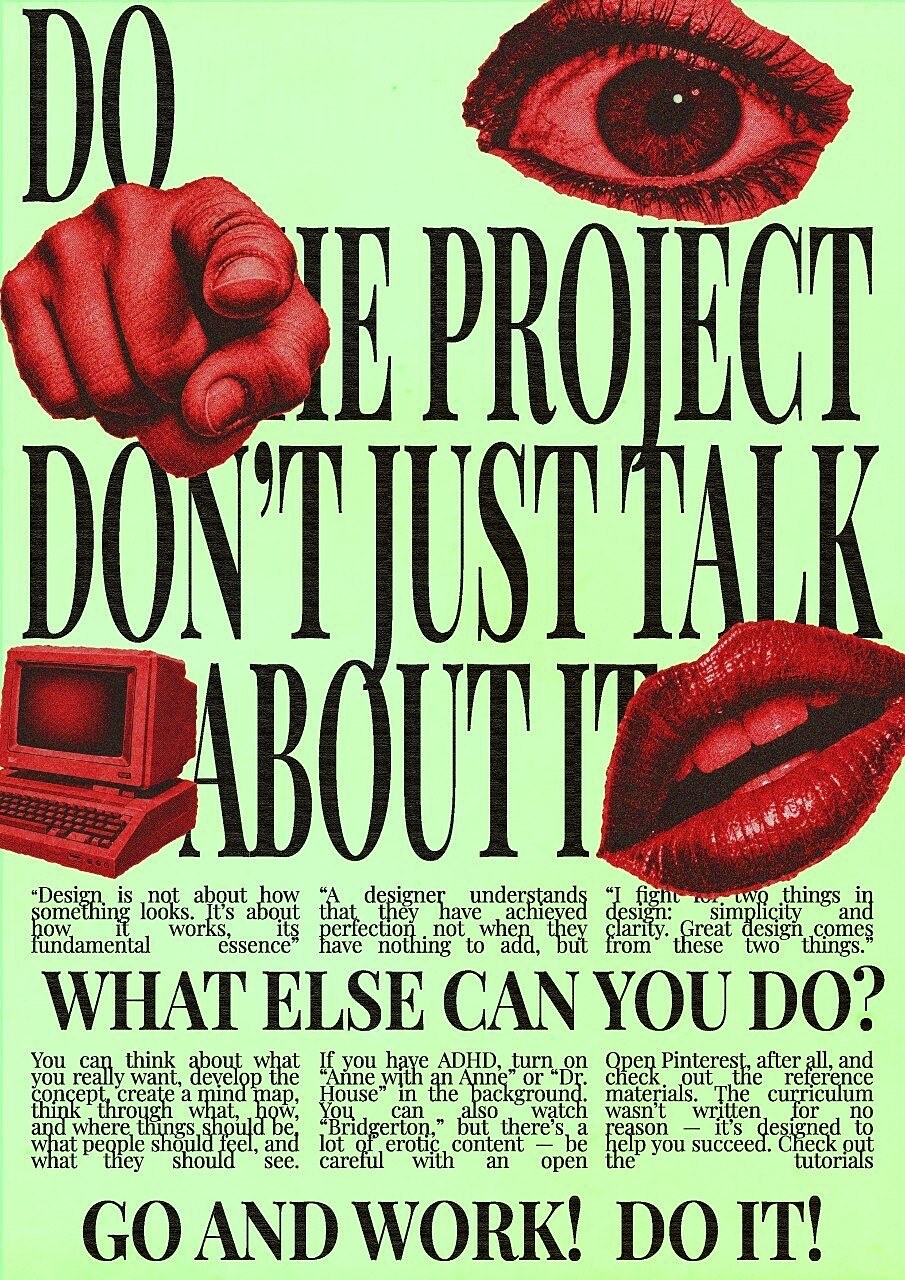 DO
THE PROJECT
DON’T JUST TALK
ABOUT IT
“Design is not about how
something looks. It’s about
how it works, its
fundamental essence”
“A designer understands
that they have achieved
perfection not when they
have nothing to add, but
“I fight for two things in
design: simplicity and
clarity. Great design comes
from these two things.”
WHAT ELSE CAN YOU DO?
You can think about what
you really want, develop the
concept, create a mind map,
think through what, how,
and where things should be,
what people should feel, and
what they should see.
If you have ADHD, turn on
“Anne with an Anne” or “Dr.
House” in the background.
You can also watch
“Bridgerton,” but there’s a
lot of erotic content — be
careful with an open
Open Pinterest, after all, and
check out the reference
materials. The curriculum
wasn’t written for no
reason — it’s designed to
help you succeed. Check out
the tutorials
GO AND WORK! DO IT!